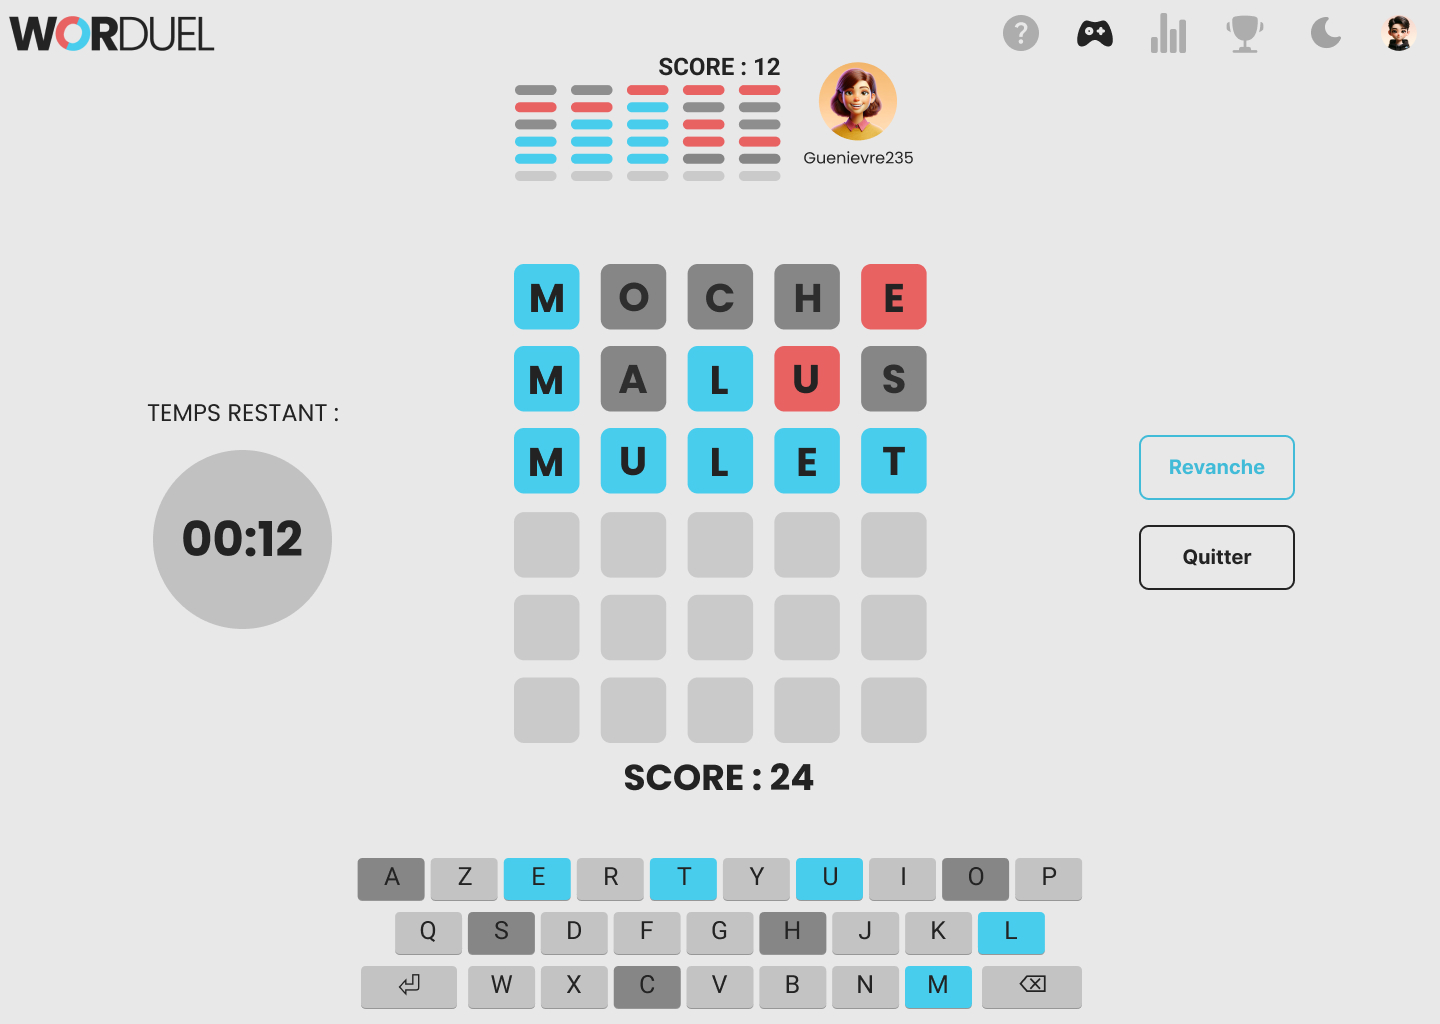 WORDUEL
?
SCORE : 12
Guenievre235
M O C H E
M A L U S
M U L E T
TEMPS RESTANT :
00:12
Revanche
Quitter
SCORE : 24
A Z E R T Y U I O P
Q S D F G H J K L
W X C V B N M